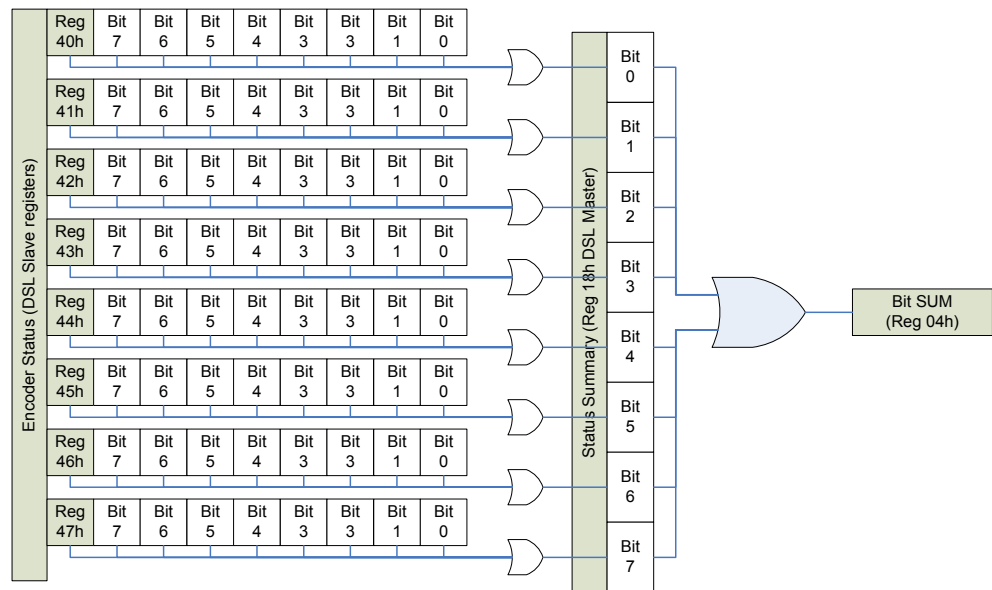 Encoder Status (DSL Slave registers)
Reg Bit Bit Bit Bit Bit Bit Bit Bit
40h 7 6 5 4 3 3 1 0
Reg Bit Bit Bit Bit Bit Bit Bit Bit
41h 7 6 5 4 3 3 1 0
Reg Bit Bit Bit Bit Bit Bit Bit Bit
42h 7 6 5 4 3 3 1 0
Reg Bit Bit Bit Bit Bit Bit Bit Bit
43h 7 6 5 4 3 3 1 0
Reg Bit Bit Bit Bit Bit Bit Bit Bit
44h 7 6 5 4 3 3 1 0
Reg Bit Bit Bit Bit Bit Bit Bit Bit
45h 7 6 5 4 3 3 1 0
Reg Bit Bit Bit Bit Bit Bit Bit Bit
46h 7 6 5 4 3 3 1 0
Reg Bit Bit Bit Bit Bit Bit Bit Bit
47h 7 6 5 4 3 3 1 0
Status Summary (Reg 18h DSL Master)
Bit
0
Bit
1
Bit
2
Bit
3
Bit
4
Bit
5
Bit
6
Bit
7
Bit SUM
(Reg 04h)